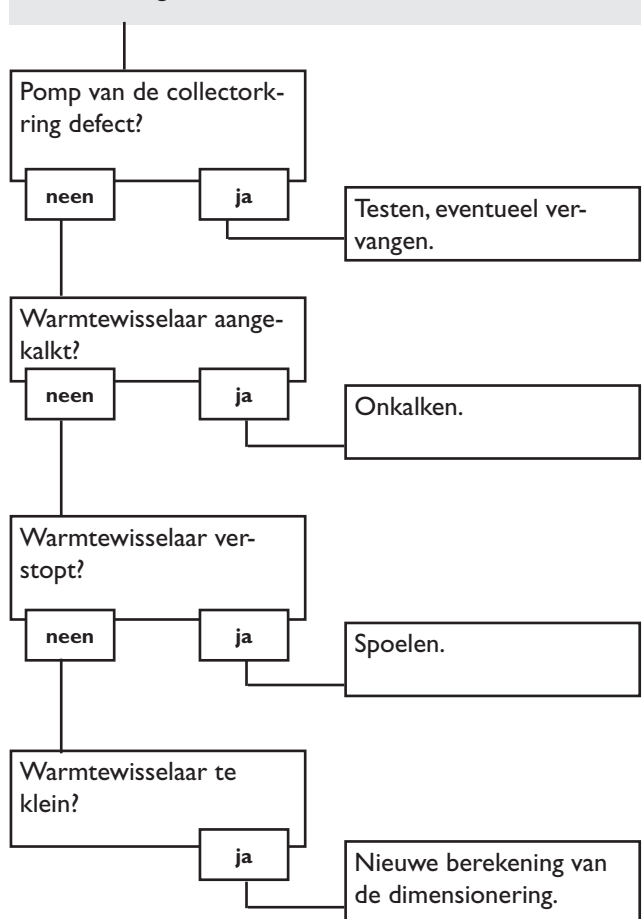 Pomp van de collectork-
ring defect?
neen
ja
Testen, eventueel ver-
vangen.
Warmtewisselaar aange-
kalkt?
neen
ja
Onkalken.
Warmtewisselaar ver-
stopt?
neen
ja
Spoelen.
Warmtewisselaar te
klein?
ja
Nieuwe berekening van
de dimensionering.